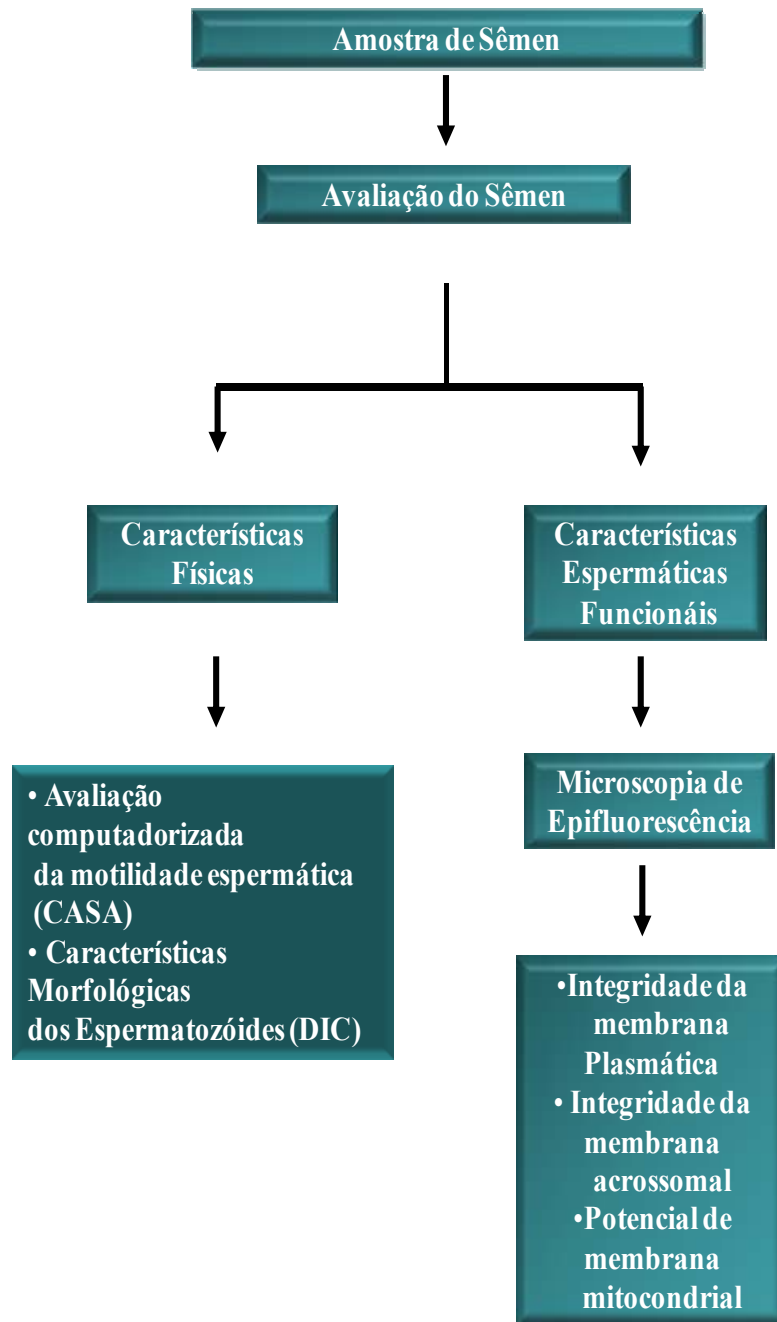 Amostra de Sêmen
Avaliação do Sêmen
Características
Físicas
Características
Espermáticas
Funcionáis
• Avaliação
computadorizada
da motilidade espermática
(CASA)
• Características
Morfológicas
dos Espermatozóides (DIC)
Microscopia de
Epifluorescência
•Integridade da
membrana
Plasmática
• Integridade da
membrana
acrossomal
•Potencial de
membrana
mitocondrial